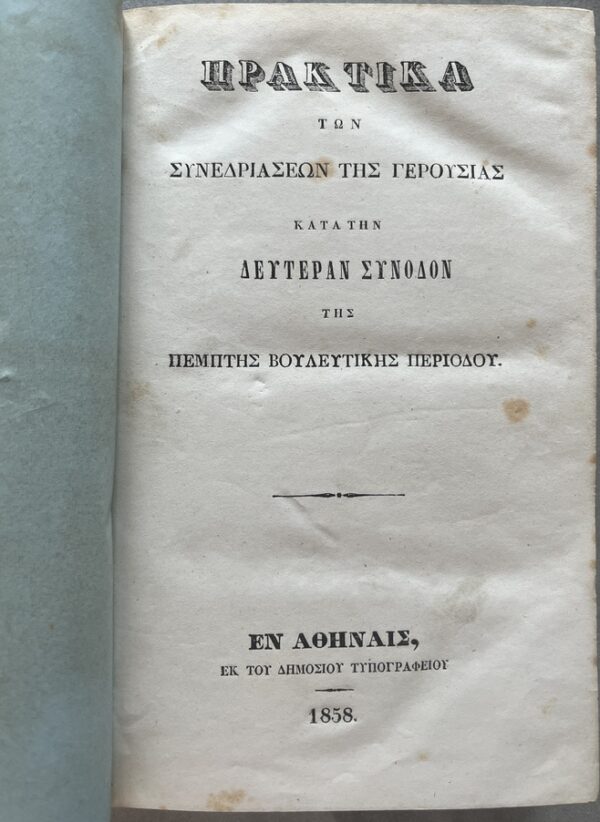 ΠΡΑΚΤΙΚΑ
ΤΩΝ
ΣΥΝΕΔΡΙΑΣΕΩΝ ΤΗΣ ΓΕΡΟΥΣΙΑΣ
ΚΑΤΑ ΤΗΝ
ΔΕΥΤΕΡΑΝ ΣΥΝΟΔΟΝ
ΤΗΣ
ΠΕΜΠΤΗΣ ΒΟΥΛΕΥΤΙΚΗΣ ΠΕΡΙΟΔΟΥ.
ΕΝ ΑΘΗΝΑΙΣ,
ΕΚ ΤΟΥ ΔΗΜΟΣΙΟΥ ΤΥΠΟΓΡΑΦΕΙΟΥ
1858.